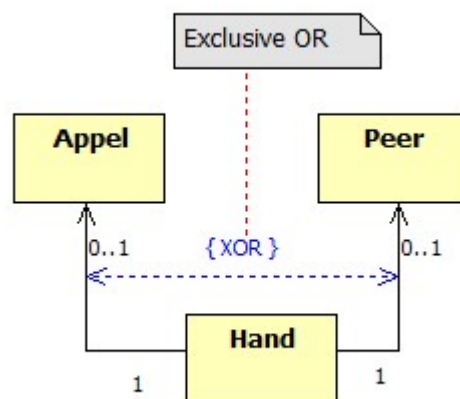 Exclusive OR
Appel
Peer
0..1
{ XOR }
0..1
Hand
1
1